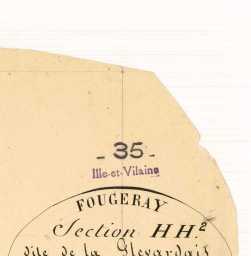 - 35 -
Ille-et-Vilaine
FOUGERAY
Section HH²
dite de la Glevardais